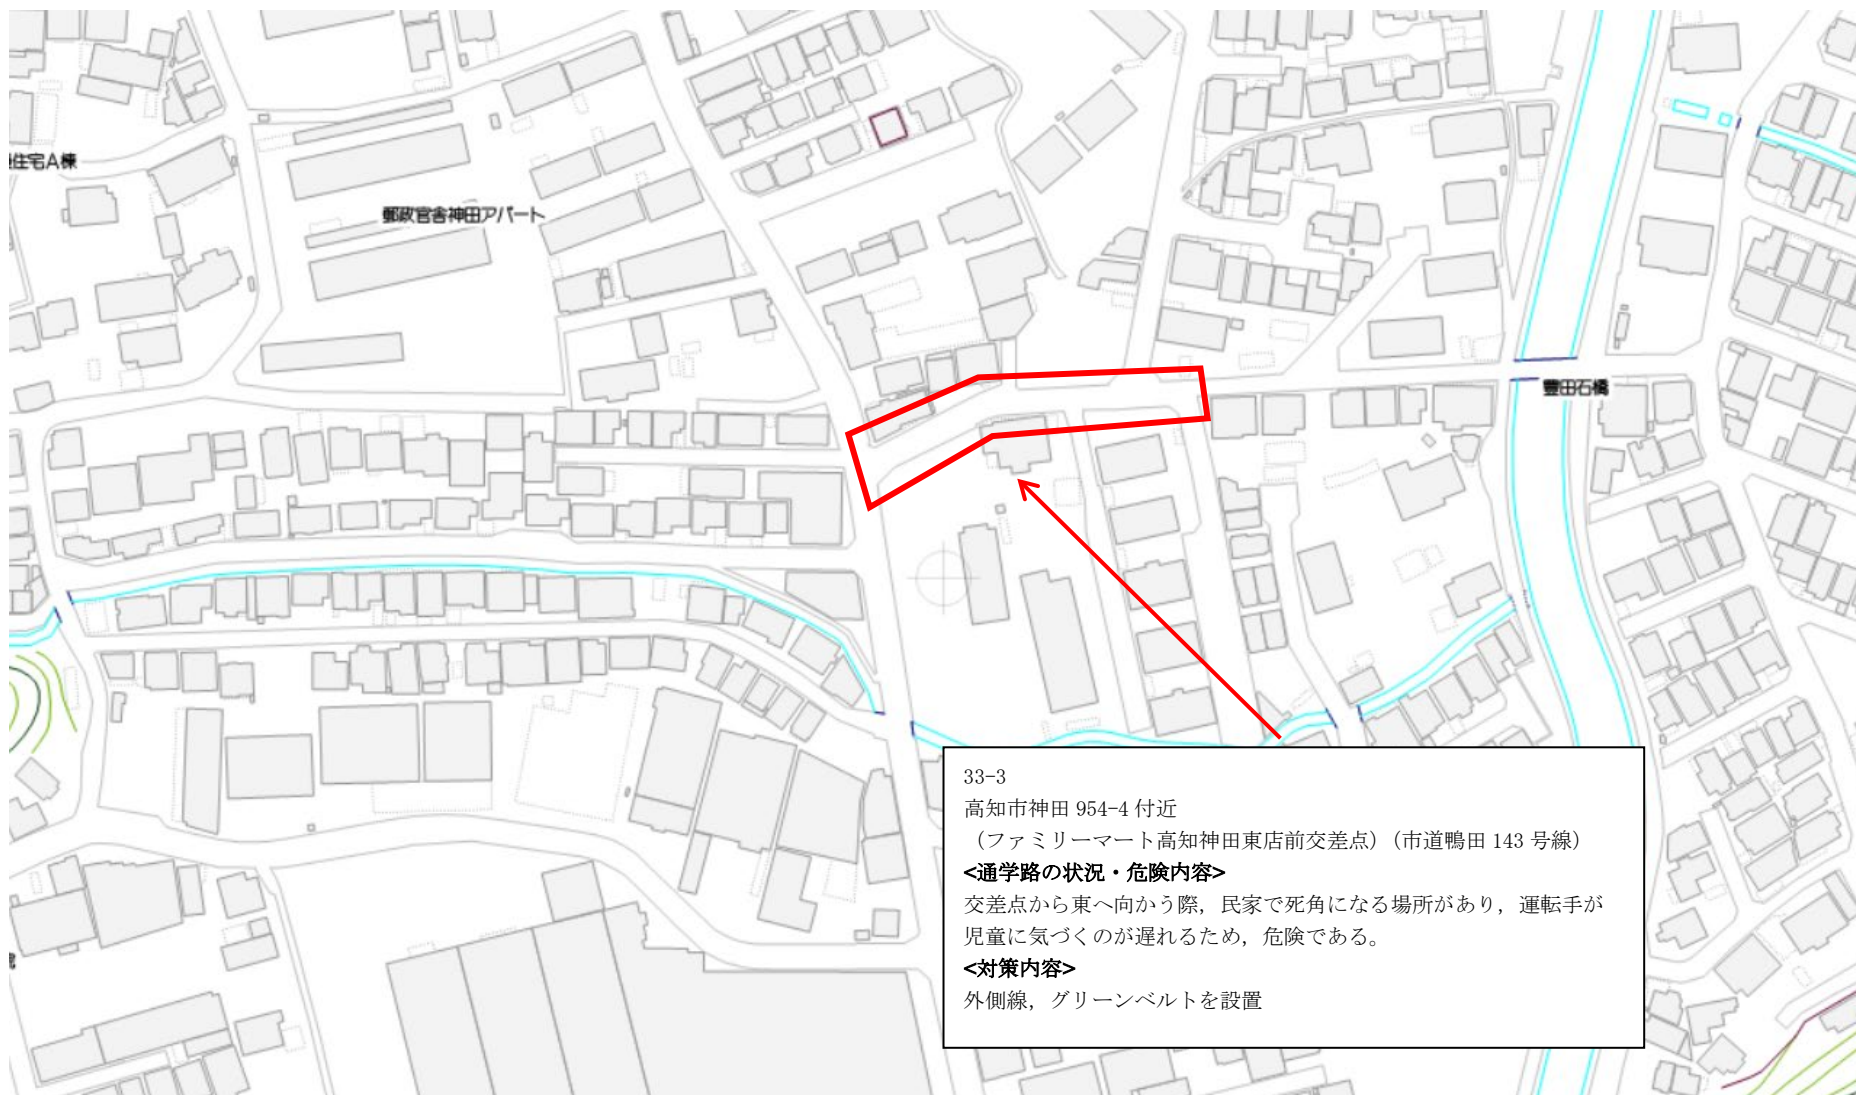 住宅A棟
郵政官舎神田アパート
豊田石橋
33-3
高知市神田 954-4 付近
（ファミリーマート高知神田東店前交差点）（市道鴨田 143 号線）
<通学路の状況・危険内容>
交差点から東へ向かう際，民家で死角になる場所があり，運転手が
児童に気づくのが遅れるため，危険である。
<対策内容>
外側線，グリーンベルトを設置